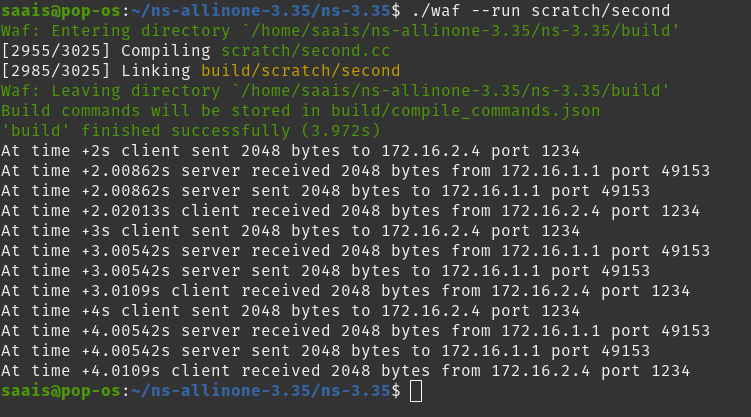 saais@pop-os:~/ns-allinone-3.35/ns-3.35$ ./waf --run scratch/second
Waf: Entering directory `/home/saais/ns-allinone-3.35/ns-3.35/build'
[2955/3025] Compiling scratch/second.cc
[2985/3025] Linking build/scratch/second
Waf: Leaving directory `/home/saais/ns-allinone-3.35/ns-3.35/build'
Build commands will be stored in build/compile_commands.json
'build' finished successfully (3.972s)
At time +2s client sent 2048 bytes to 172.16.2.4 port 1234
At time +2.00862s server received 2048 bytes from 172.16.1.1 port 49153
At time +2.00862s server sent 2048 bytes to 172.16.1.1 port 49153
At time +2.02013s client received 2048 bytes from 172.16.2.4 port 1234
At time +3s client sent 2048 bytes to 172.16.2.4 port 1234
At time +3.00542s server received 2048 bytes from 172.16.1.1 port 49153
At time +3.00542s server sent 2048 bytes to 172.16.1.1 port 49153
At time +3.0109s client received 2048 bytes from 172.16.2.4 port 1234
At time +4s client sent 2048 bytes to 172.16.2.4 port 1234
At time +4.00542s server received 2048 bytes from 172.16.1.1 port 49153
At time +4.00542s server sent 2048 bytes to 172.16.1.1 port 49153
At time +4.0109s client received 2048 bytes from 172.16.2.4 port 1234
saais@pop-os:~/ns-allinone-3.35/ns-3.35$